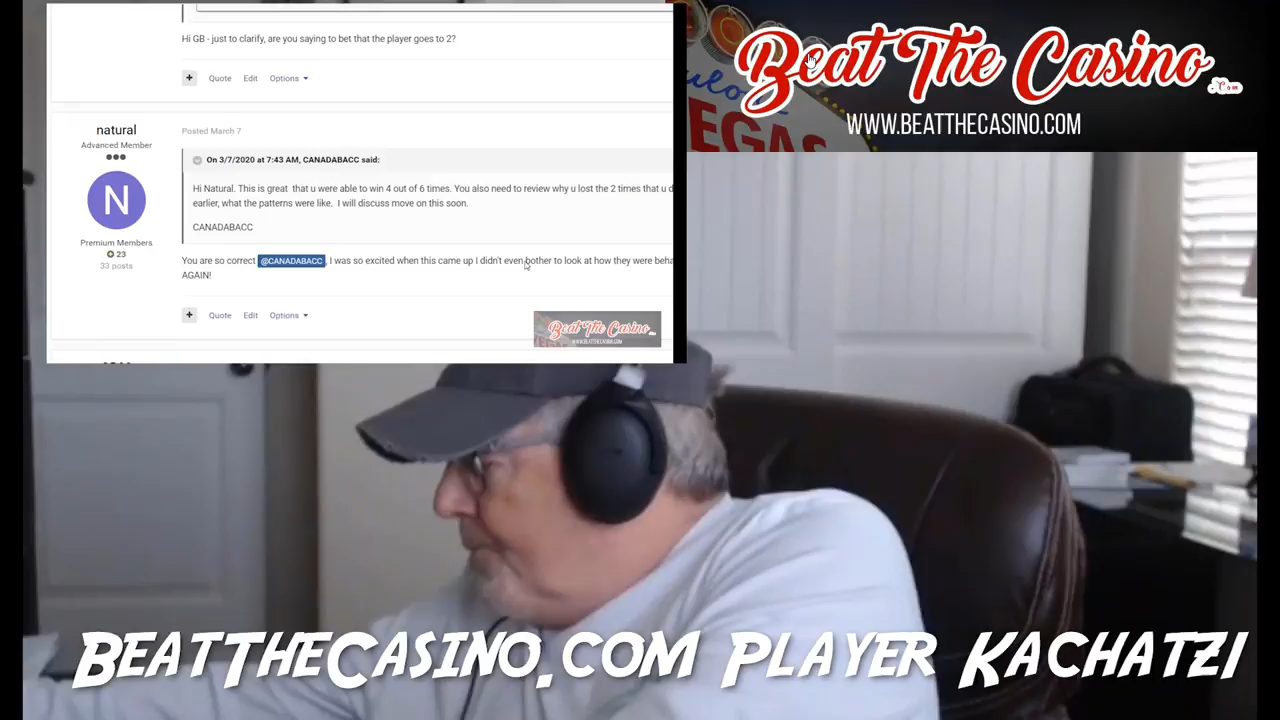 Hi GB - just to clarify, are you saying to bet that the player goes to 2?
+ Quote Edit Options
natural
Advanced Member
N
Premium Members
23
33 posts
Posted March 7
On 3/7/2020 at 7:43 AM, CANADABACC said:
Hi Natural. This is great that u were able to win 4 out of 6 times. You also need to review why u lost the 2 times that u d
earlier, what the patterns were like. I will discuss move on this soon.
CANADABACC
You are so correct @CANADABACC. I was so excited when this came up I didn't even bother to look at how they were beha
AGAIN!
+ Quote Edit Options
Beat The Casino
WWW.BEATTHECASINO.COM
Beat The Casino.com
WWW.BEATTHECASINO.COM
VEGAS
BeatTheCasino.com Player Kachatzi